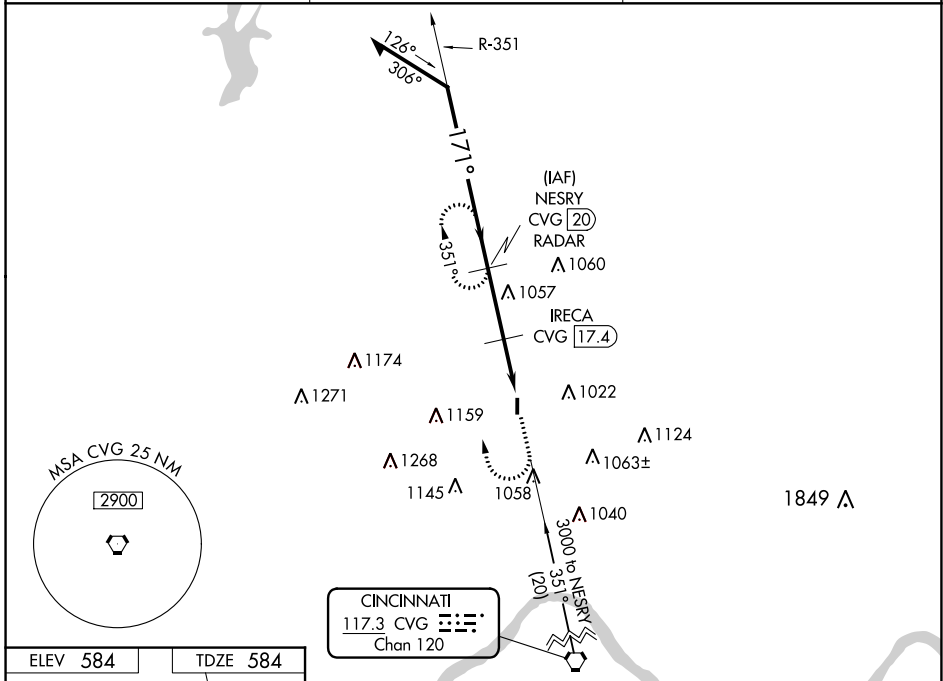 126°
306°
R-351
171°
(IAF)
NESRY
CVG 20
RADAR
351°
1060
1057
IRECA
CVG 17.4
1174
1271
1022
1159
1124
1268
1063±
1145
1058
1849
1040
MSA CVG 25 NM
2900
3000 to NESRY
351°
(20)
CINCINNATI
117.3 CVG
Chan 120
ELEV 584
TDZE 584